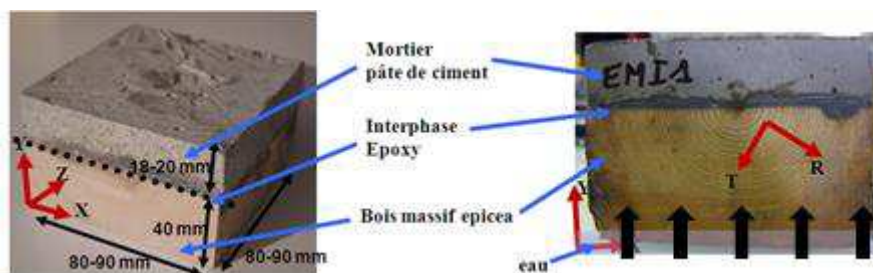 Mortier
pâte de ciment
EMI1
Interphase
Epoxy
Y
18-20 mm
Z
X
40 mm
Bois massif epicea
80-90 mm
80-90 mm
T
R
Y
X
eau